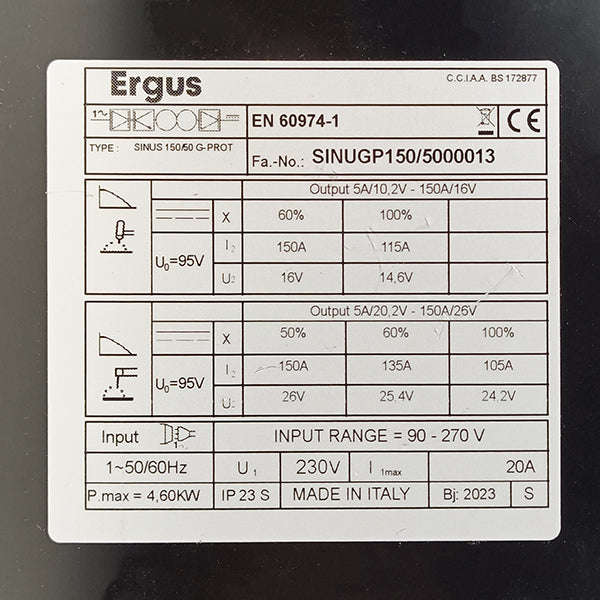 Ergus
C.C.I.A.A. BS 172877
1~
EN 60974-1
CE
TYPE : SINUS 150/50 G-PROT
Fa.-No.: SINUGP150/5000013
Output 5A/10,2V - 150A/16V
X 60% 100%
U0=95V
I2 150A 115A
U2 16V 14,6V
Output 5A/20,2V - 150A/26V
X 50% 60% 100%
U0=95V
I2 150A 135A 105A
U2 26V 25,4V 24,2V
Input INPUT RANGE = 90 - 270 V
1~50/60Hz U1 230V I1max 20A
P.max = 4,60KW IP 23 S MADE IN ITALY Bj: 2023 S